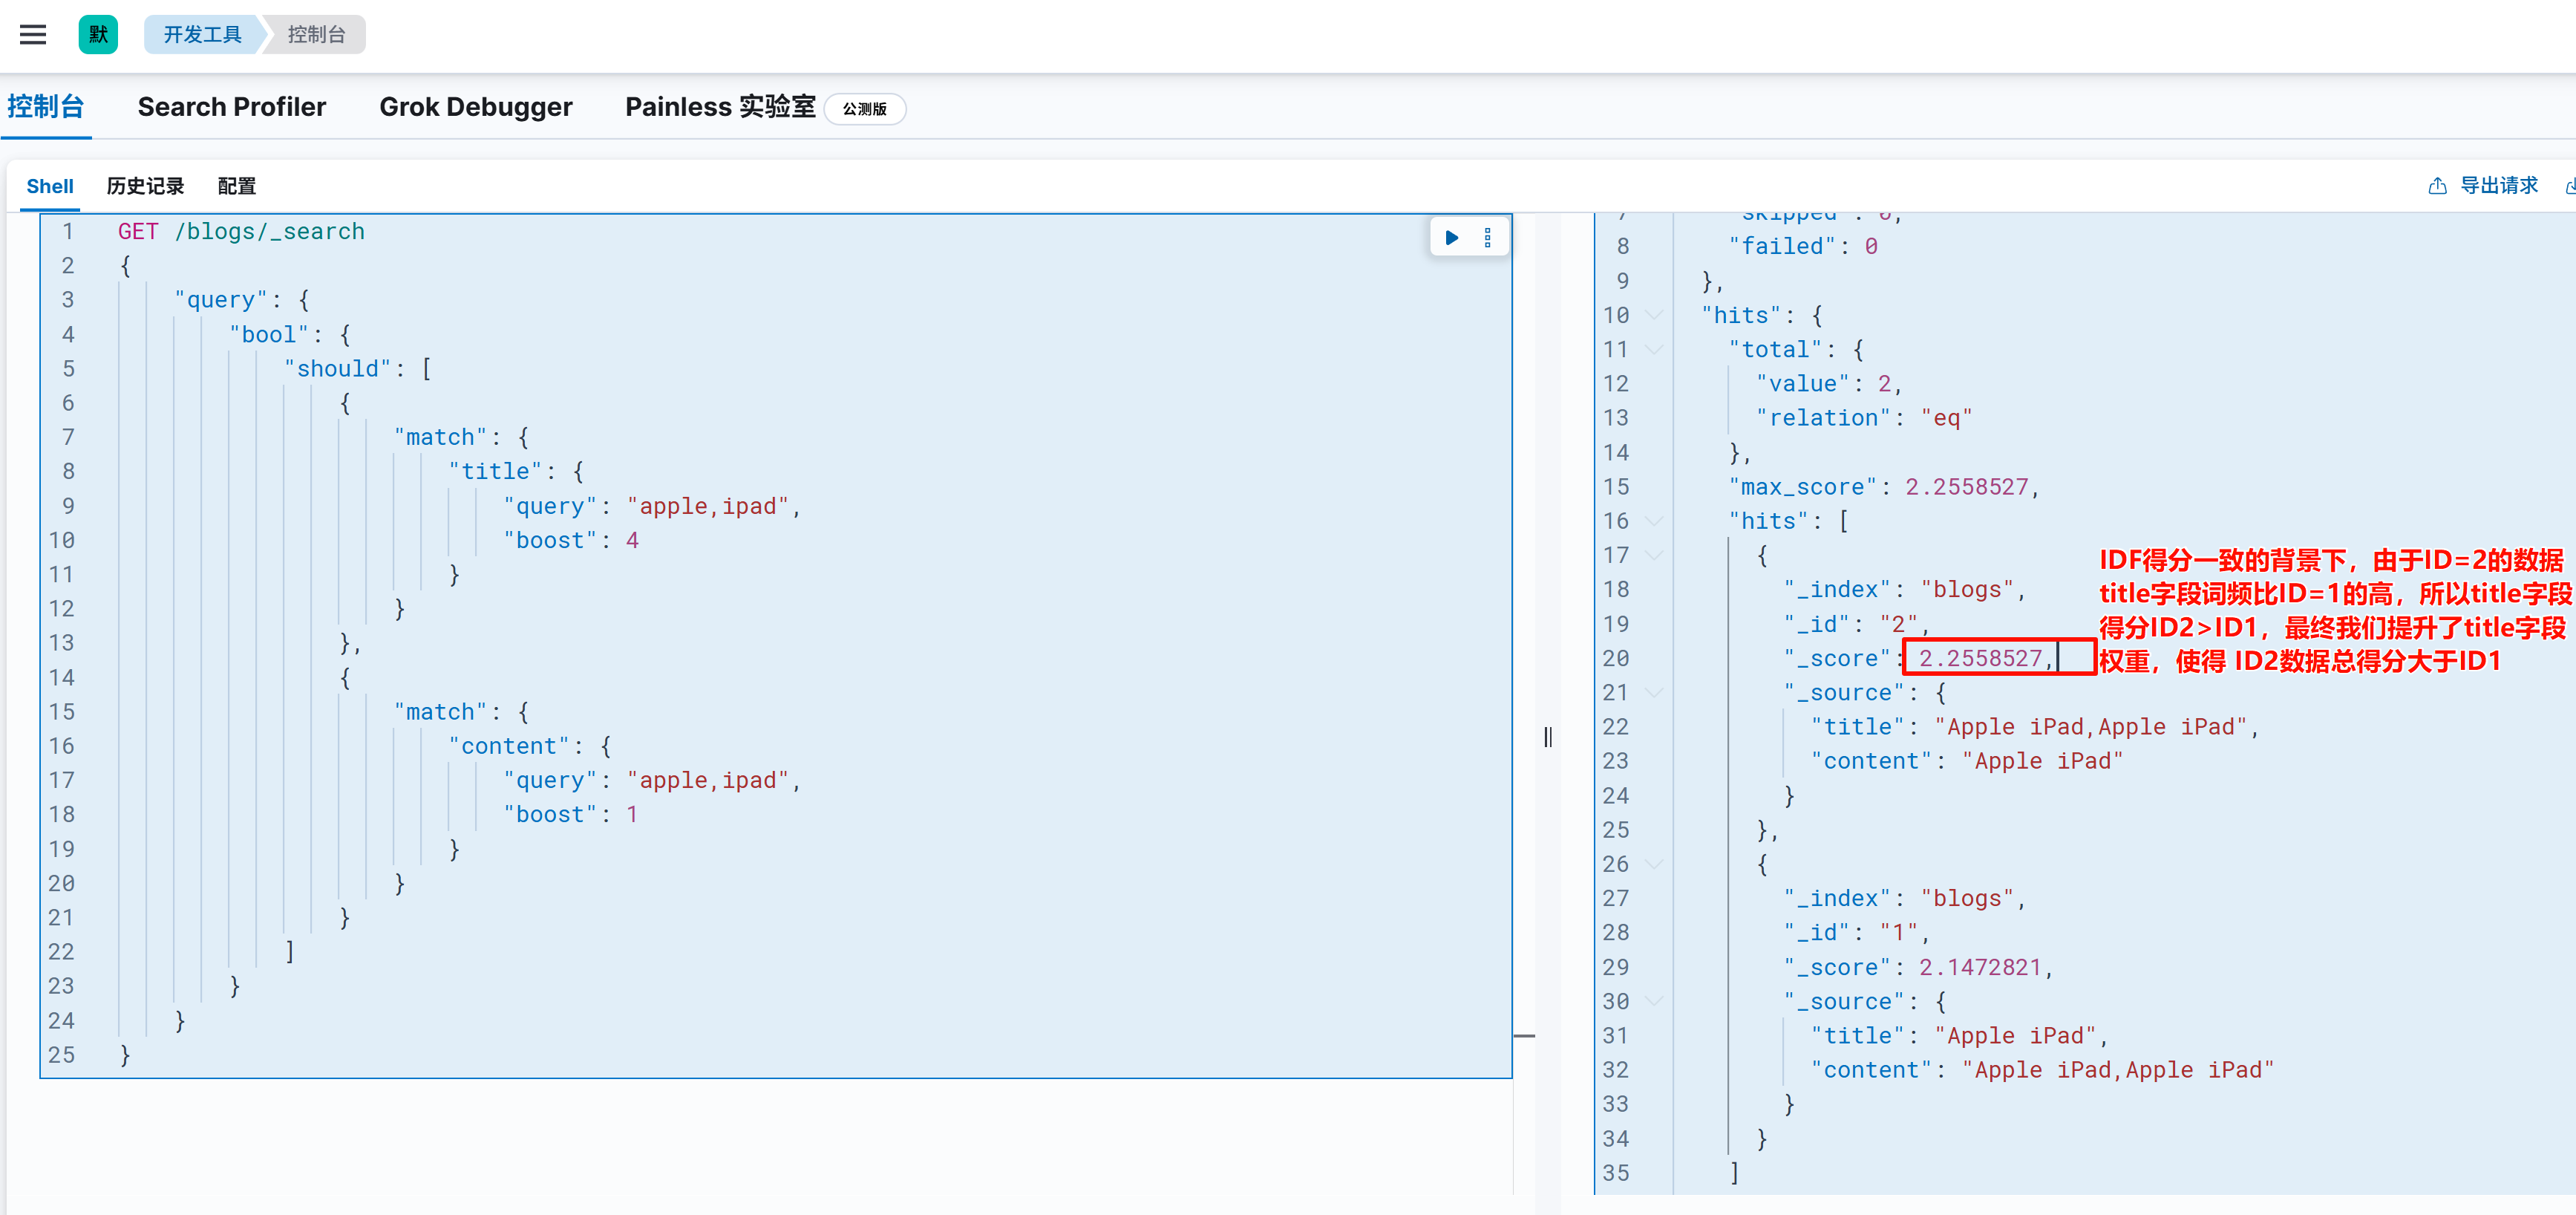 默 开发工具 控制台
控制台 Search Profiler Grok Debugger Painless 实验室 公测版
Shell 历史记录 配置 导出请求
1 GET /blogs/_search
2 {
3 "query": {
4 "bool": {
5 "should": [
6 {
7 "match": {
8 "title": {
9 "query": "apple,ipad",
10 "boost": 4
11 }
12 }
13 },
14 {
15 "match": {
16 "content": {
17 "query": "apple,ipad",
18 "boost": 1
19 }
20 }
21 }
22 ]
23 }
24 }
25 }
7 "skipped": 0,
8 "failed": 0
9 },
10 "hits": {
11 "total": {
12 "value": 2,
13 "relation": "eq"
14 },
15 "max_score": 2.2558527,
16 "hits": [
17 {
18 "_index": "blogs",
19 "_id": "2",
20 "_score": 2.2558527,
21 "_source": {
22 "title": "Apple iPad,Apple iPad",
23 "content": "Apple iPad"
24 }
25 },
26 {
27 "_index": "blogs",
28 "_id": "1",
29 "_score": 2.1472821,
30 "_source": {
31 "title": "Apple iPad",
32 "content": "Apple iPad,Apple iPad"
33 }
34 }
35 ]
IDF得分一致的背景下，由于ID=2的数据
title字段词频比ID=1的高，所以title字段
得分ID2>ID1，最终我们提升了title字段
权重，使得 ID2数据总得分大于ID1